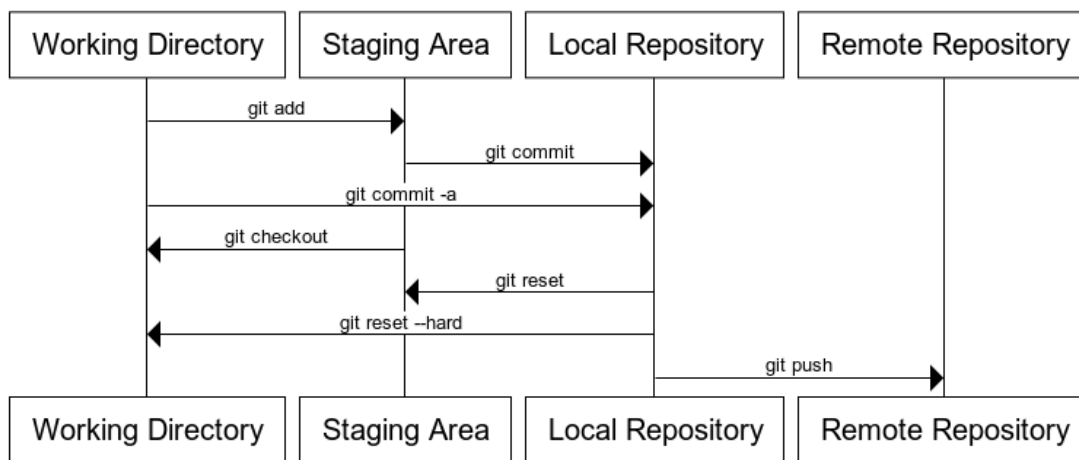 Working Directory
Staging Area
Local Repository
Remote Repository
git add
git commit
git commit -a
git checkout
git reset
git reset --hard
git push
Working Directory
Staging Area
Local Repository
Remote Repository